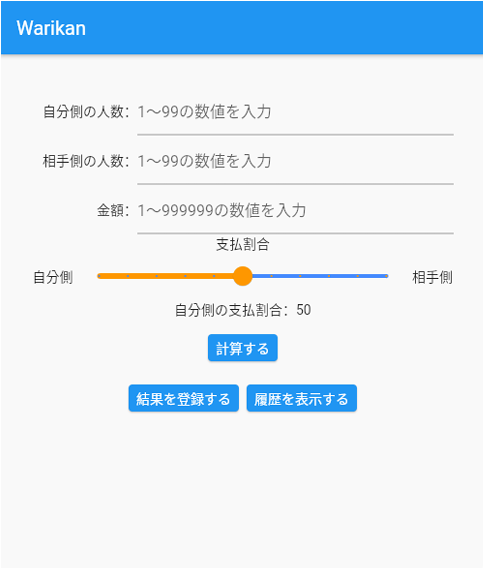 Warikan
自分側の人数： 1〜99の数値を入力
相手側の人数： 1〜99の数値を入力
金額： 1〜999999の数値を入力
支払割合
自分側 相手側
自分側の支払割合：50
計算する
結果を登録する 履歴を表示する